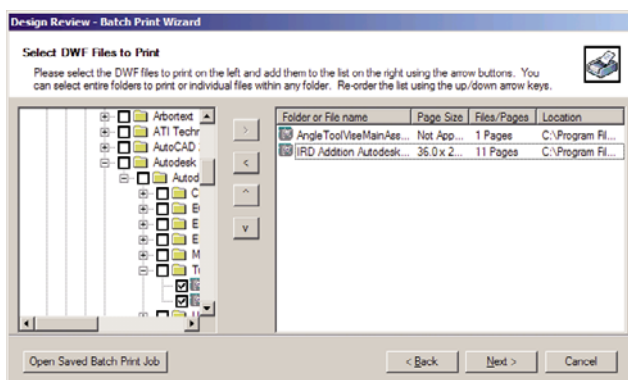 Design Review - Batch Print Wizard
Select DWF Files to Print
Please select the DWF files to print on the left and add them to the list on the right using the arrow buttons. You
can select entire folders to print or individual files within any folder. Re-order the list using the up/down arrow keys.
Arbortext
ATI Techr
AutoCAD
Autodesk
Autod
C
E
E
M
T
>
<
^
v
Folder or File name Page Size Files/Pages Location
AngleToolViseMainAss... Not App... 1 Pages C:\Program Fil...
IRD Addition Autodesk... 36.0 x 2... 11 Pages C:\Program Fil...
Open Saved Batch Print Job
< Back Next > Cancel